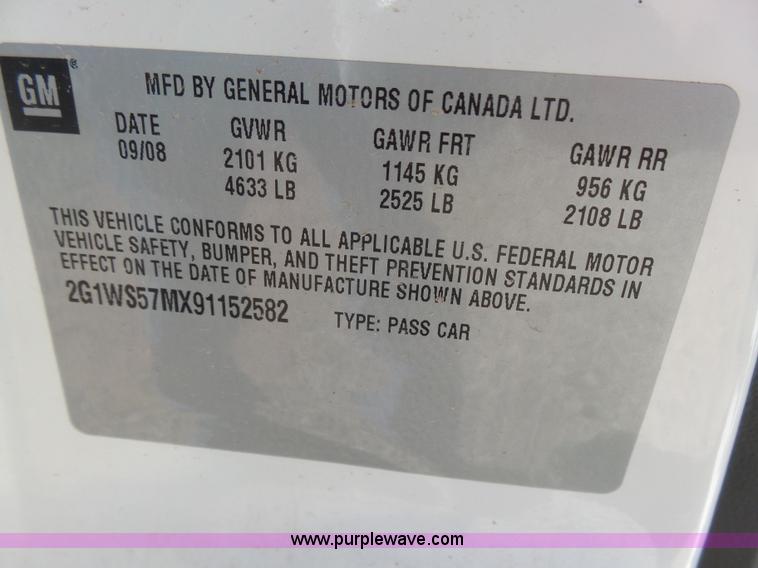 GM ®
MFD BY GENERAL MOTORS OF CANADA LTD.
DATE GVWR GAWR FRT GAWR RR
09/08 2101 KG 1145 KG 956 KG
4633 LB 2525 LB 2108 LB
THIS VEHICLE CONFORMS TO ALL APPLICABLE U.S. FEDERAL MOTOR
VEHICLE SAFETY, BUMPER, AND THEFT PREVENTION STANDARDS IN
EFFECT ON THE DATE OF MANUFACTURE SHOWN ABOVE.
2G1WS57MX91152582 TYPE: PASS CAR
www.purplewave.com